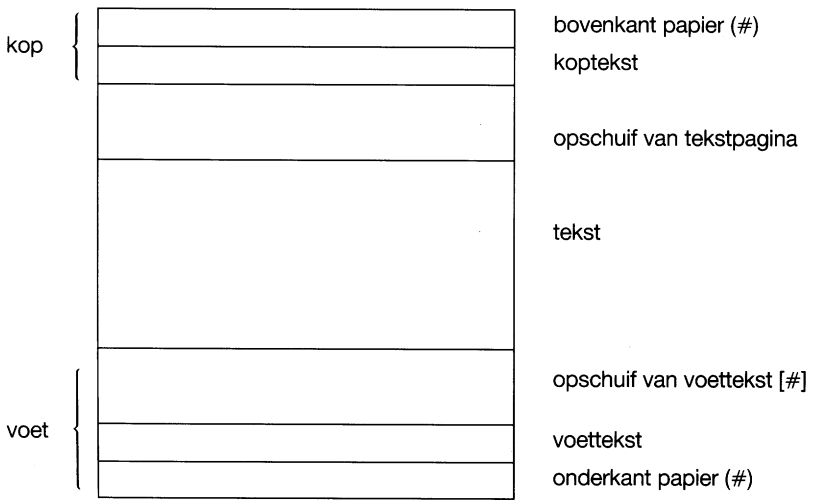 kop
bovenkant papier (#)
koptekst
opschuif van tekstpagina
tekst
opschuif van voettekst [#]
voet
voettekst
onderkant papier (#)